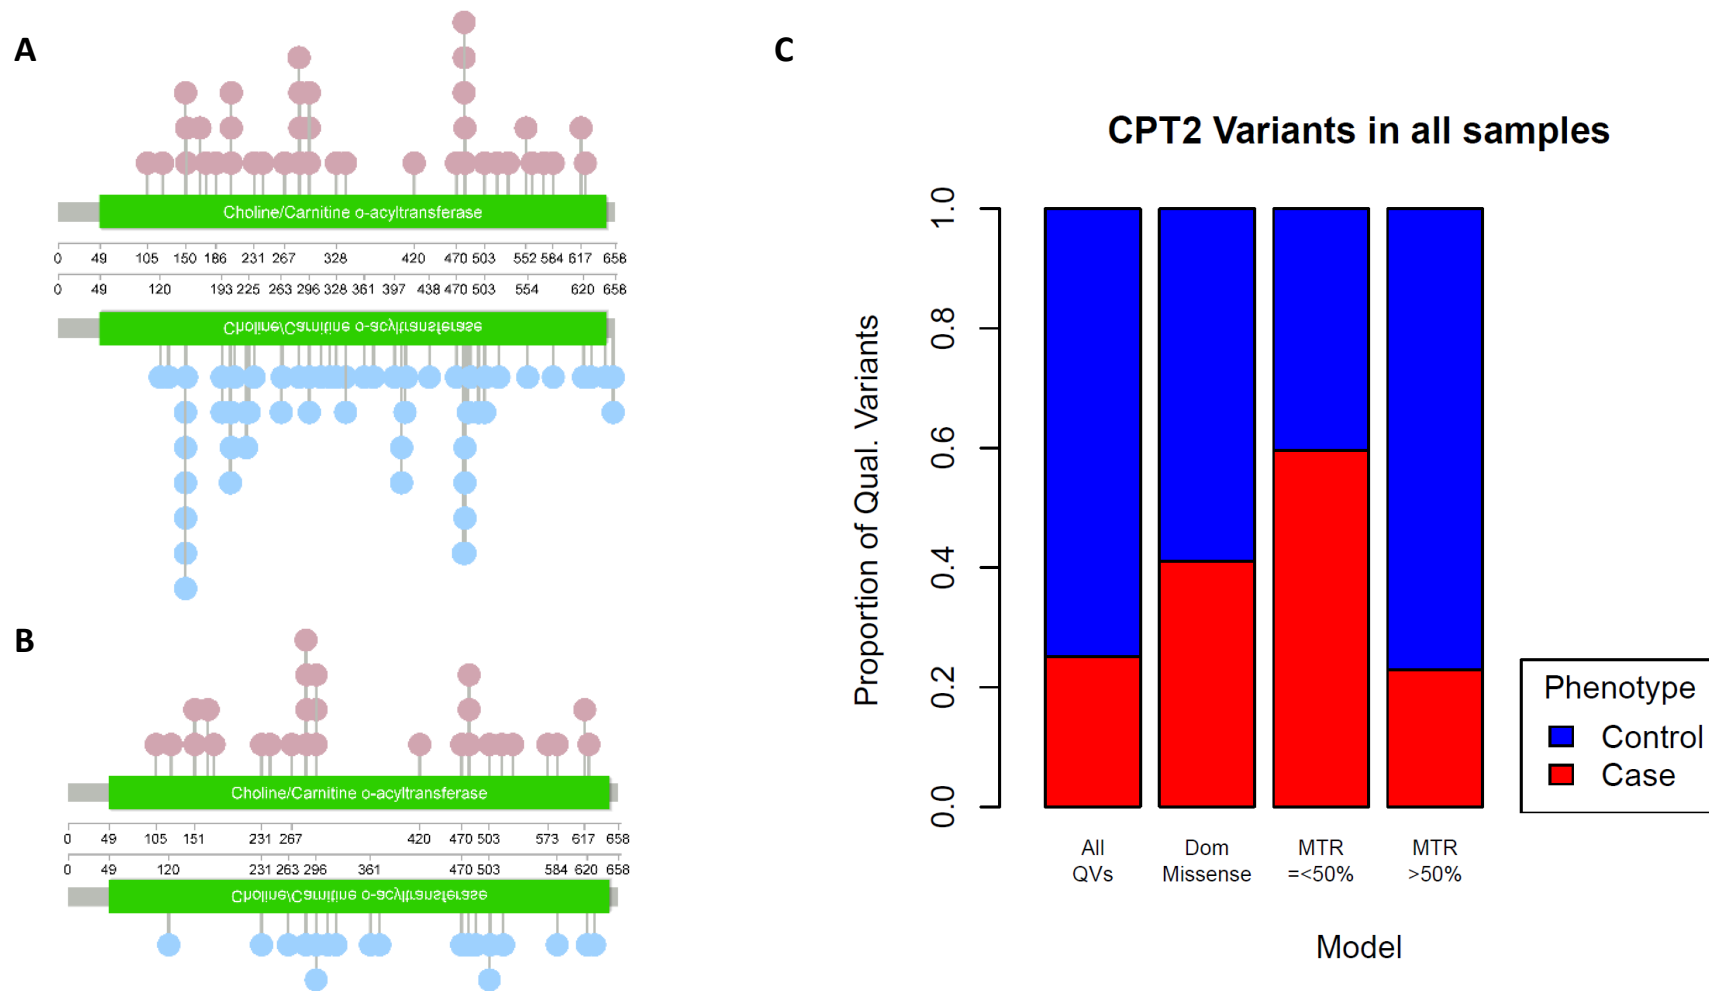 A
Choline/Carnitine o-acyltransferase
0 49 105 150 186 231 267 328 420 470 503 552 584 617 658
0 49 120 193 225 263 296 328 361 397 438 470 503 554 620 658
Choline/Carnitine o-acyltransferase
B
Choline/Carnitine o-acyltransferase
0 49 105 151 231 267 420 470 503 573 617 658
0 49 120 231 263 296 361 470 503 584 620 658
Choline/Carnitine o-acyltransferase
C
CPT2 Variants in all samples
Proportion of Qual. Variants
1.0
0.8
0.6
0.4
0.2
0.0
All QVs
Dom Missense
MTR =<50%
MTR >50%
Model
Phenotype
Control
Case